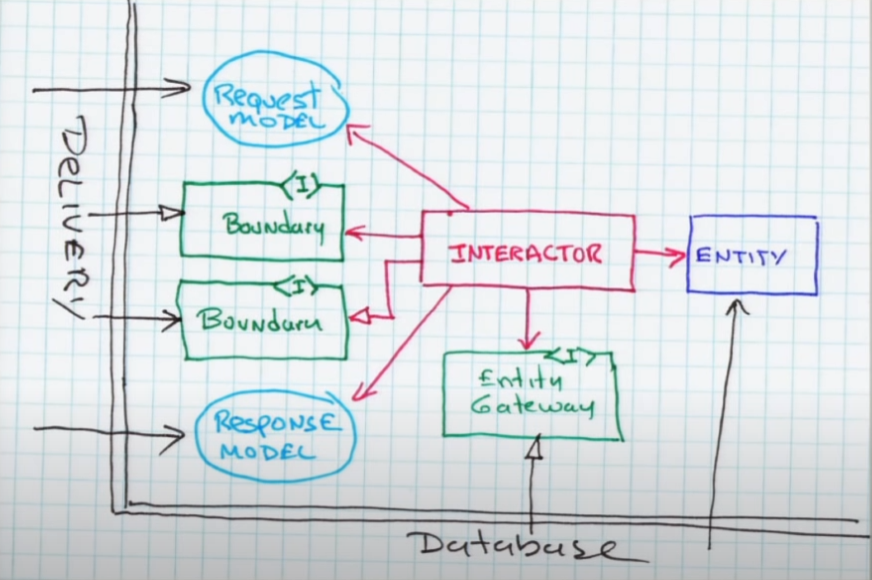 Request
MODEL
DELIVERY
<I>
Boundary
INTERACTOR
ENTITY
<I>
Boundary
<I>
Entity
Gateway
RESPONSE
MODEL
Database